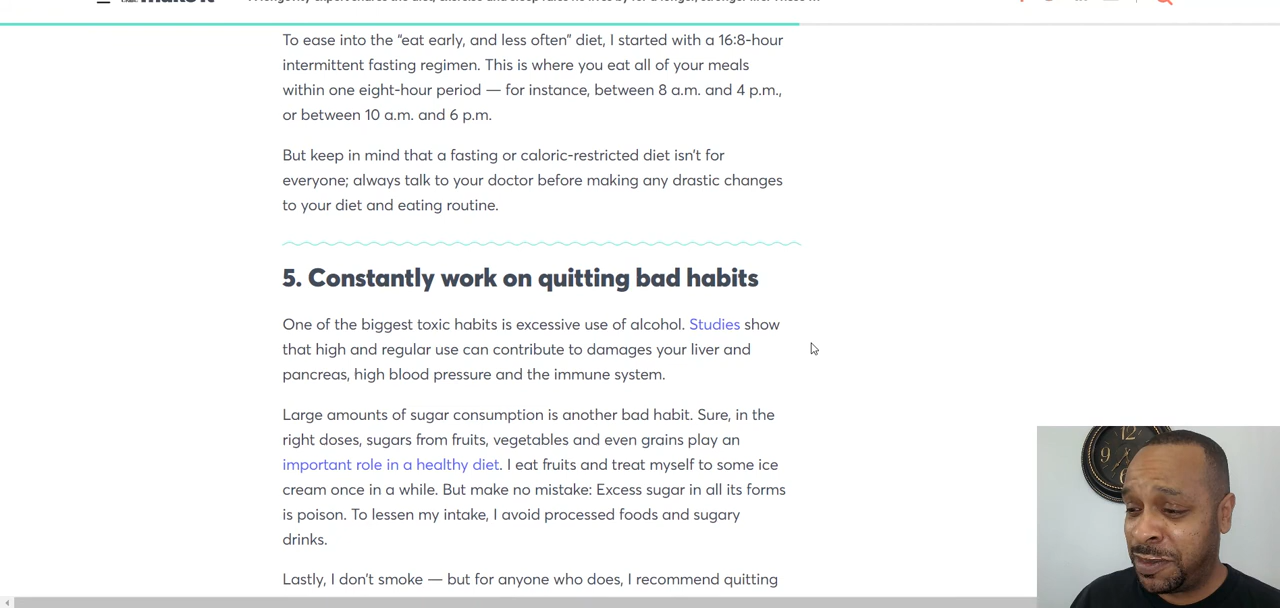 To ease into the “eat early, and less often” diet, I started with a 16:8-hour
intermittent fasting regimen. This is where you eat all of your meals
within one eight-hour period — for instance, between 8 a.m. and 4 p.m.,
or between 10 a.m. and 6 p.m.
But keep in mind that a fasting or caloric-restricted diet isn’t for
everyone; always talk to your doctor before making any drastic changes
to your diet and eating routine.
5. Constantly work on quitting bad habits
One of the biggest toxic habits is excessive use of alcohol. Studies show
that high and regular use can contribute to damages your liver and
pancreas, high blood pressure and the immune system.
Large amounts of sugar consumption is another bad habit. Sure, in the
right doses, sugars from fruits, vegetables and even grains play an
important role in a healthy diet. I eat fruits and treat myself to some ice
cream once in a while. But make no mistake: Excess sugar in all its forms
is poison. To lessen my intake, I avoid processed foods and sugary
drinks.
Lastly, I don’t smoke — but for anyone who does, I recommend quitting
12
9